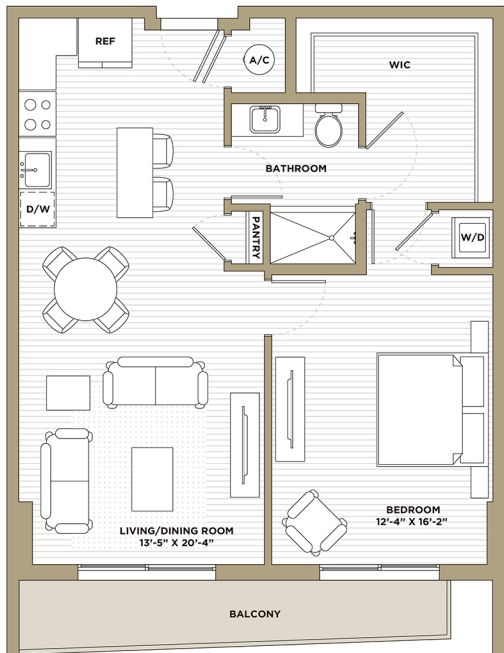 REF
A/C
WIC
BATHROOM
D/W
PANTRY
W/D
LIVING/DINING ROOM
13'-5" X 20'-4"
BEDROOM
12'-4" X 16'-2"
BALCONY